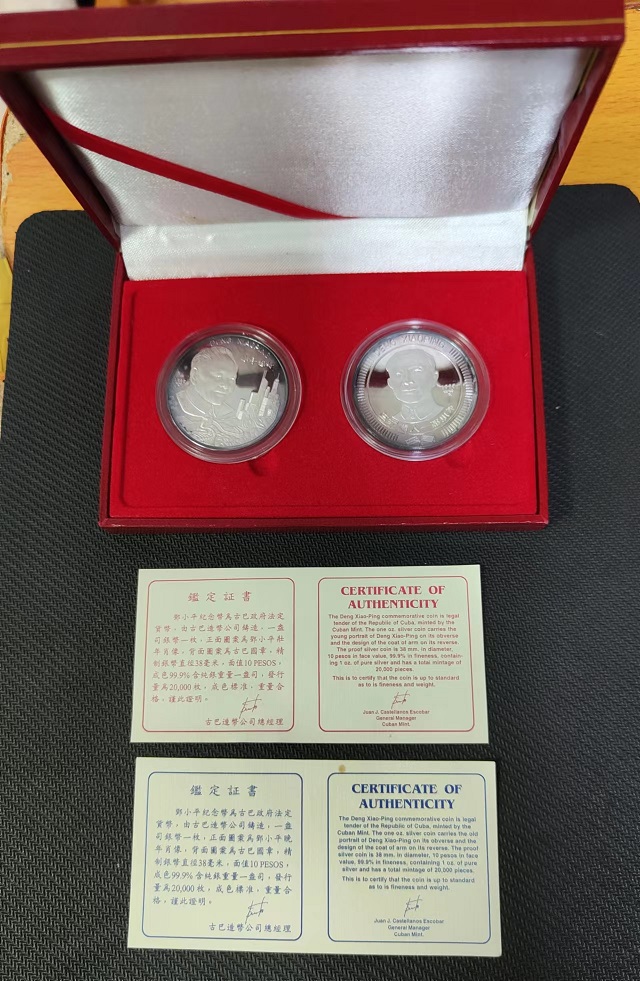 鑑定証書
鄧小平紀念幣爲古巴政府法定
貨幣，由古巴造幣公司鑄造，一盎
司銀幣一枚，正面圖案爲鄧小平壯
年肖像，背面圖案爲古巴國章，精
制銀幣直徑38毫米，面值10 PESOS，
成色99.9%含純銀重量一盎司，發行
量爲20,000枚，成色標准，重量合
格，謹此證明。
古巴造幣公司總經理
CERTIFICATE OF
AUTHENTICITY
The Deng Xiao-Ping commemorative coin is legal
tender of the Republic of Cuba, minted by the
Cuban Mint. The one oz. silver coin carries the
young portrait of Deng Xiao-Ping on its obverse
and the design of the coat of arm on its reverse.
The proof silver coin is 38 mm. in diameter,
10 pesos in face value, 99.9% in fineness, contain-
ing 1 oz. of pure silver and has a total mintage of
20,000 pieces.
This is to certify that the coin is up to standard
as to is fineness and weight.
Juan J. Castellanos Escobar
General Manager
Cuban Mint.
鑑定証書
鄧小平紀念幣爲古巴政府法定
貨幣，由古巴造幣公司鑄造，一盎
司銀幣一枚，正面圖案爲鄧小平晚
年肖像，背面圖案爲古巴國章，精
制銀幣直徑38毫米，面值10 PESOS，
成色99.9%含純銀重量一盎司，發行
量爲20,000枚，成色標准，重量合
格，謹此證明。
古巴造幣公司總經理
CERTIFICATE OF
AUTHENTICITY
The Deng Xiao-Ping commemorative coin is legal
tender of the Republic of Cuba, minted by the
Cuban Mint. The one oz. silver coin carries the old
portrait of Deng Xiao-Ping on its obverse and the
design of the coat of arm on its reverse. The proof
silver coin is 38 mm. in diameter, 10 pesos in face
value, 99.9% in fineness, containing 1 oz. of pure
silver and has a total mintage of 20,000 pieces.
This is to certify that the coin is up to standard
as to is fineness and weight.
Juan J. Castellanos Escobar
General Manager
Cuban Mint.